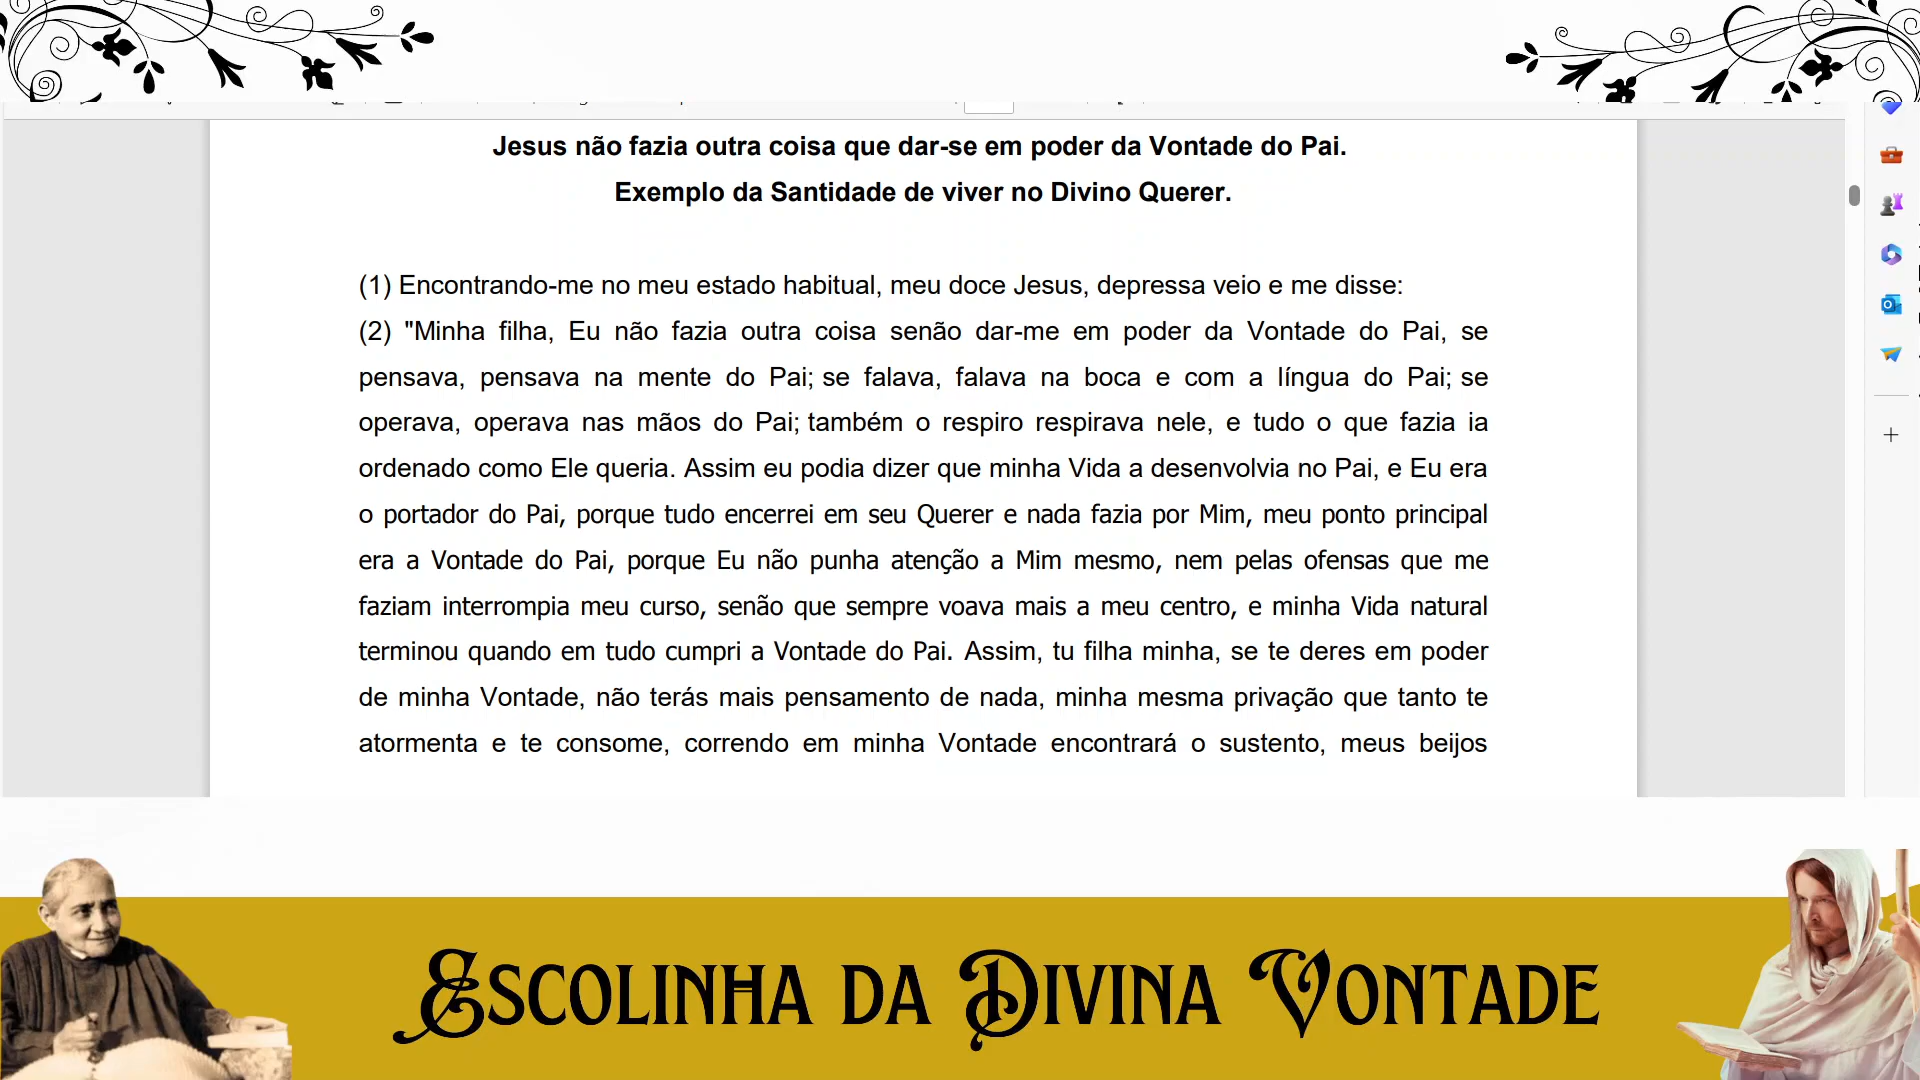 Jesus não fazia outra coisa que dar-se em poder da Vontade do Pai.
Exemplo da Santidade de viver no Divino Querer.
(1) Encontrando-me no meu estado habitual, meu doce Jesus, depressa veio e me disse:
(2) "Minha filha, Eu não fazia outra coisa senão dar-me em poder da Vontade do Pai, se
pensava, pensava na mente do Pai; se falava, falava na boca e com a língua do Pai; se
operava, operava nas mãos do Pai; também o respiro respirava nele, e tudo o que fazia ia
ordenado como Ele queria. Assim eu podia dizer que minha Vida a desenvolvia no Pai, e Eu era
o portador do Pai, porque tudo encerrei em seu Querer e nada fazia por Mim, meu ponto principal
era a Vontade do Pai, porque Eu não punha atenção a Mim mesmo, nem pelas ofensas que me
faziam interrompia meu curso, senão que sempre voava mais a meu centro, e minha Vida natural
terminou quando em tudo cumpri a Vontade do Pai. Assim, tu filha minha, se te deres em poder
de minha Vontade, não terás mais pensamento de nada, minha mesma privação que tanto te
atormenta e te consome, correndo em minha Vontade encontrará o sustento, meus beijos
Escolinha da Divina Vontade